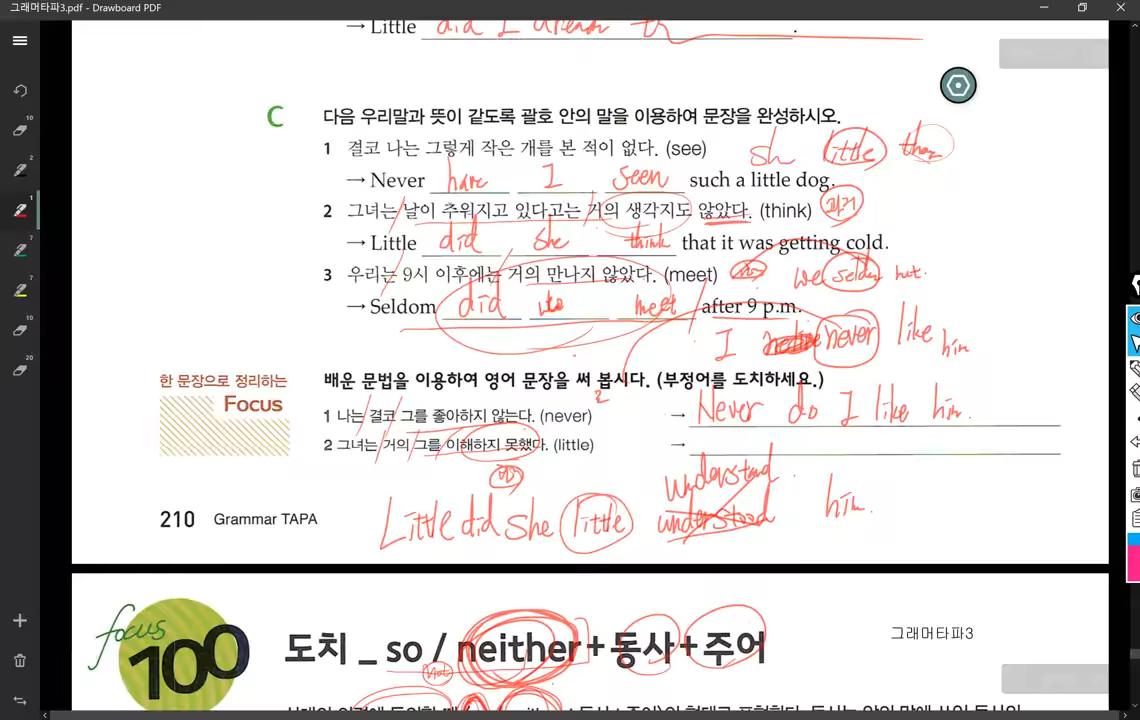 그래머타파3.pdf - Drawboard PDF
→ Little did I dream th .
C 다음 우리말과 뜻이 같도록 괄호 안의 말을 이용하여 문장을 완성하시오.
1 결코 나는 그렇게 작은 개를 본 적이 없다. (see) sh little
→ Never have I seen such a little dog.
2 그녀는 날이 추워지고 있다고는 거의 생각지도 않았다. (think) 과거
→ Little did she think that it was getting cold.
3 우리는 9시 이후에는 거의 만나지 않았다. (meet) we seldom
→ Seldom did we meet after 9 p.m.
I never like him
한 문장으로 정리하는
Focus
배운 문법을 이용하여 영어 문장을 써 봅시다. (부정어를 도치하세요.)
1 나는 결코 그를 좋아하지 않는다. (never) → Never do I like him.
2 그녀는 거의 그를 이해하지 못했다. (little) →
Little did she little understand understood him.
210 Grammar TAPA
focus
100
도치 _ so / neither + 동사 + 주어
Not
그래머타파3